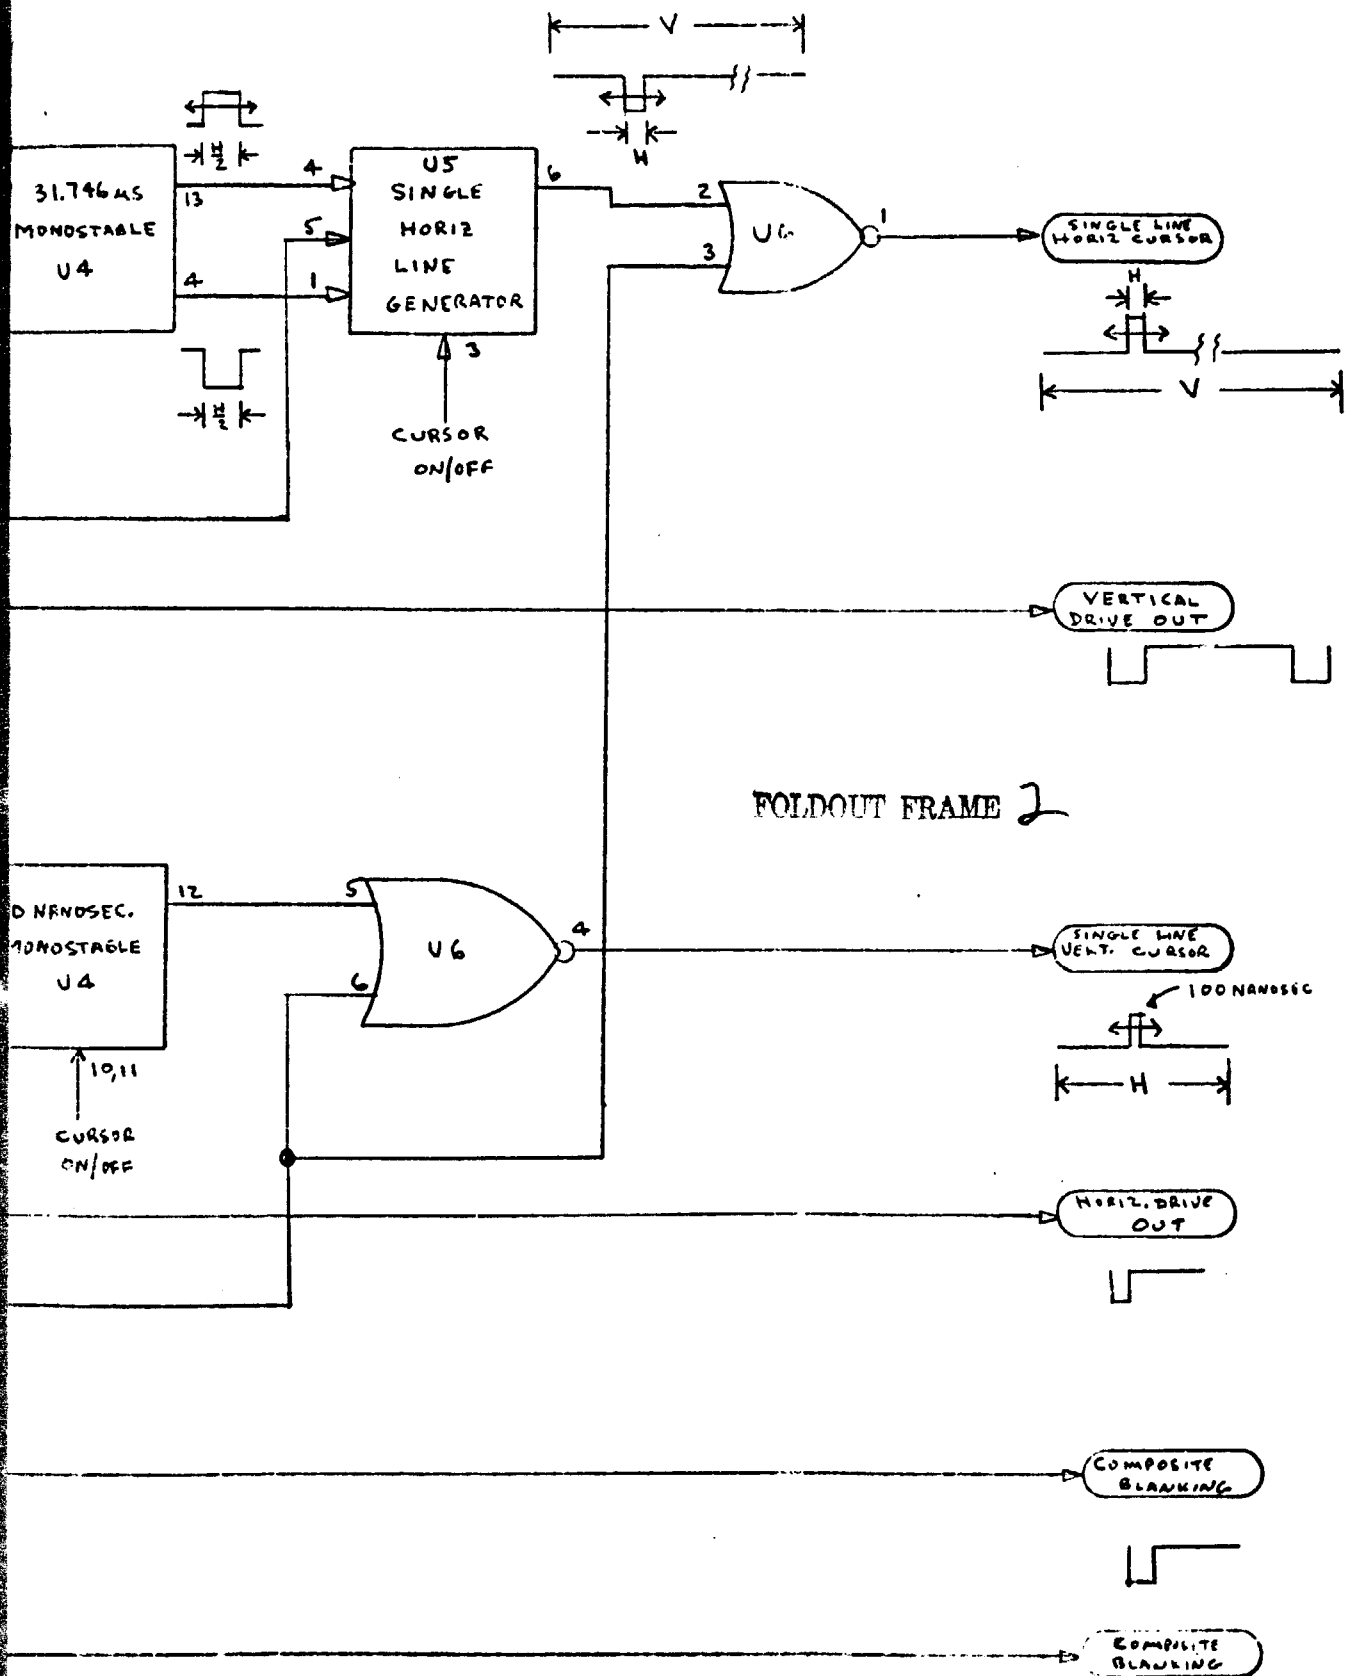 V
H
H/2
31.746 µS
MONOSTABLE
U4
13
4
4
5
1
U5
SINGLE
HORIZ
LINE
GENERATOR
6
3
CURSOR
ON/OFF
H/2
2
3
1
SINGLE LINE
HORIZ CURSOR
H
V
VERTICAL
DRIVE OUT
FOLDOUT FRAME 2
NANOSEC.
MONOSTABLE
U4
12
10,11
CURSOR
ON/OFF
5
6
U6
4
SINGLE LINE
VERT. CURSOR
100 NANOSEC
H
HORIZ. DRIVE
OUT
COMPOSITE
BLANKING
COMPOSITE
BLANKING